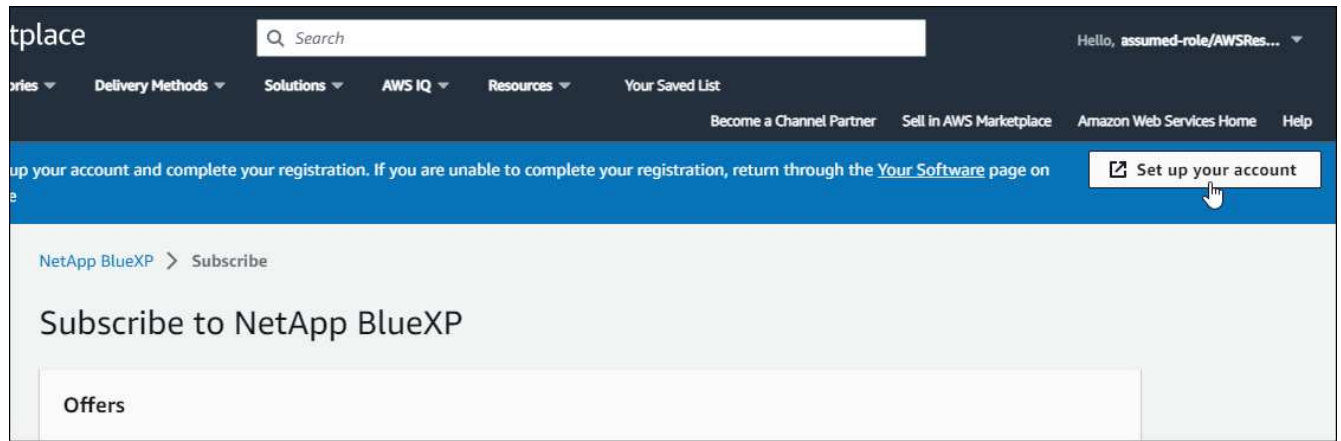 tplace
Search
Hello, assumed-role/AWSRes...
ories
Delivery Methods
Solutions
AWS IQ
Resources
Your Saved List
Become a Channel Partner
Sell in AWS Marketplace
Amazon Web Services Home
Help
up your account and complete your registration. If you are unable to complete your registration, return through the Your Software page on
e
Set up your account
NetApp BlueXP > Subscribe
Subscribe to NetApp BlueXP
Offers